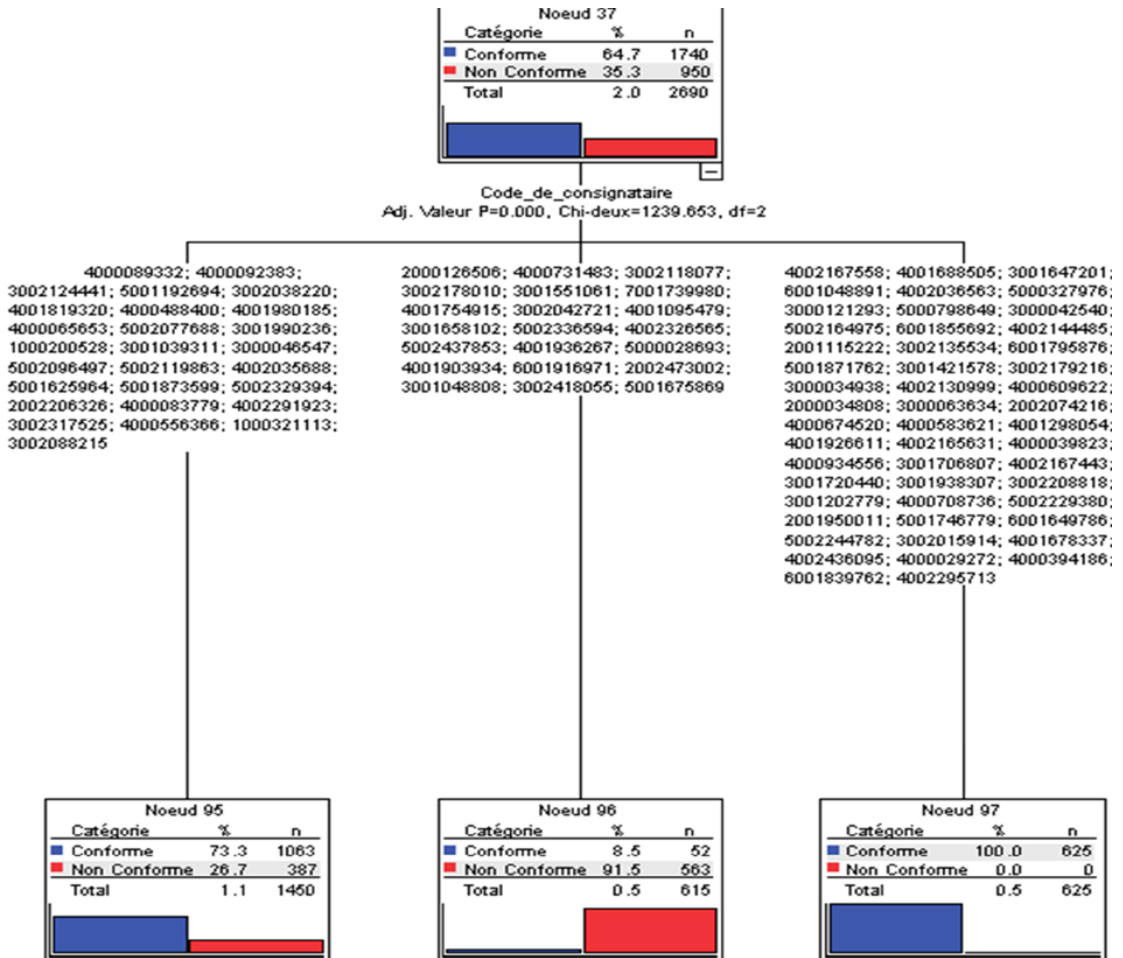 Noeud 37
Catégorie % n
Conforme 64.7 1740
Non Conforme 35.3 950
Total 2.0 2690
Code_de_consignataire
Adj. Valeur P=0.000, Chi-deux=1239.653, df=2
4000089332; 4000092383;
3002124441; 5001192694; 3002038220;
4001819320; 4000488400; 4001980185;
4000065653; 5002077688; 3001990236;
1000200528; 3001039311; 3000046547;
5002096497; 5002119863; 4002035688;
5001625964; 5001873599; 5002329394;
2002206326; 4000083779; 4002291923;
3002317525; 4000556366; 1000321113;
3002088215
2000126506; 4000731483; 3002118077;
3002178010; 3001551061; 7001739980;
4001754915; 3002042721; 4001095479;
3001658102; 5002336594; 4002326565;
5002437853; 4001936267; 5000028693;
4001903934; 6001916971; 2002473002;
3001048808; 3002418055; 5001675869
4002167558; 4001688505; 3001647201;
6001048891; 4002036563; 5000327976;
3000121293; 5000798649; 3000042540;
5002164975; 6001855692; 4002144485;
2001115222; 3002135534; 6001795876;
5001871762; 3001421578; 3002179216;
3000034938; 4002130999; 4000609622;
2000034808; 3000063634; 2002074216;
4000674520; 4000583621; 4001298054;
4001926611; 4002165631; 4000039823;
4000934556; 3001706807; 4002167443;
3001720440; 3001938307; 3002208818;
3001202779; 4000708736; 5002229380;
2001950011; 5001746779; 6001649786;
5002244782; 3002015914; 4001678337;
4002436095; 4000029272; 4000394186;
6001839762; 4002295713
Noeud 95
Catégorie % n
Conforme 73.3 1063
Non Conforme 26.7 387
Total 1.1 1450
Noeud 96
Catégorie % n
Conforme 8.5 52
Non Conforme 91.5 563
Total 0.5 615
Noeud 97
Catégorie % n
Conforme 100.0 625
Non Conforme 0.0 0
Total 0.5 625